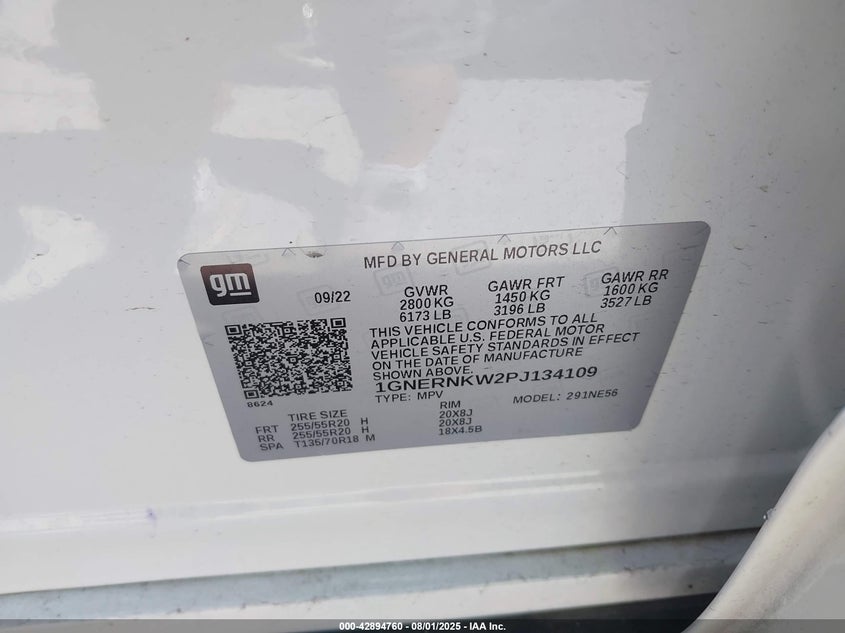 gm
MFD BY GENERAL MOTORS LLC
09/22
GVWR
2800 KG
6173 LB
GAWR FRT
1450 KG
3196 LB
GAWR RR
1600 KG
3527 LB
THIS VEHICLE CONFORMS TO ALL
APPLICABLE U.S. FEDERAL MOTOR
VEHICLE SAFETY STANDARDS IN EFFECT
ON THE DATE OF MANUFACTURE
SHOWN ABOVE.
1GNERNKW2PJ134109
TYPE: MPV MODEL: 291NE56
8624
TIRE SIZE RIM
FRT 255/55R20 H 20X8J
RR 255/55R20 H 20X8J
SPA T135/70R18 M 18X4.5B
000-42894760 - 08/01/2025 - IAA Inc.